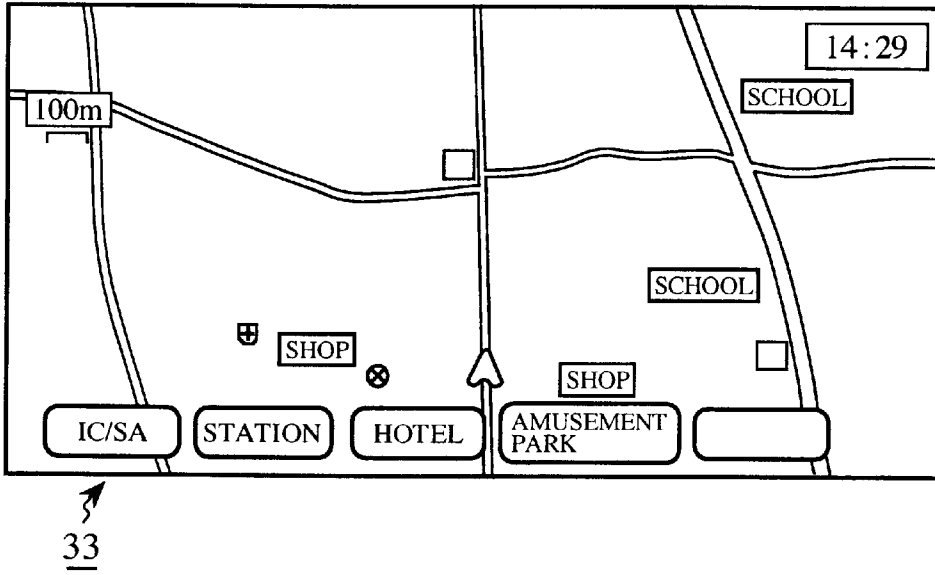 14:29
SCHOOL
100m
SCHOOL
SHOP
SHOP
IC/SA
STATION
HOTEL
AMUSEMENT
PARK
33